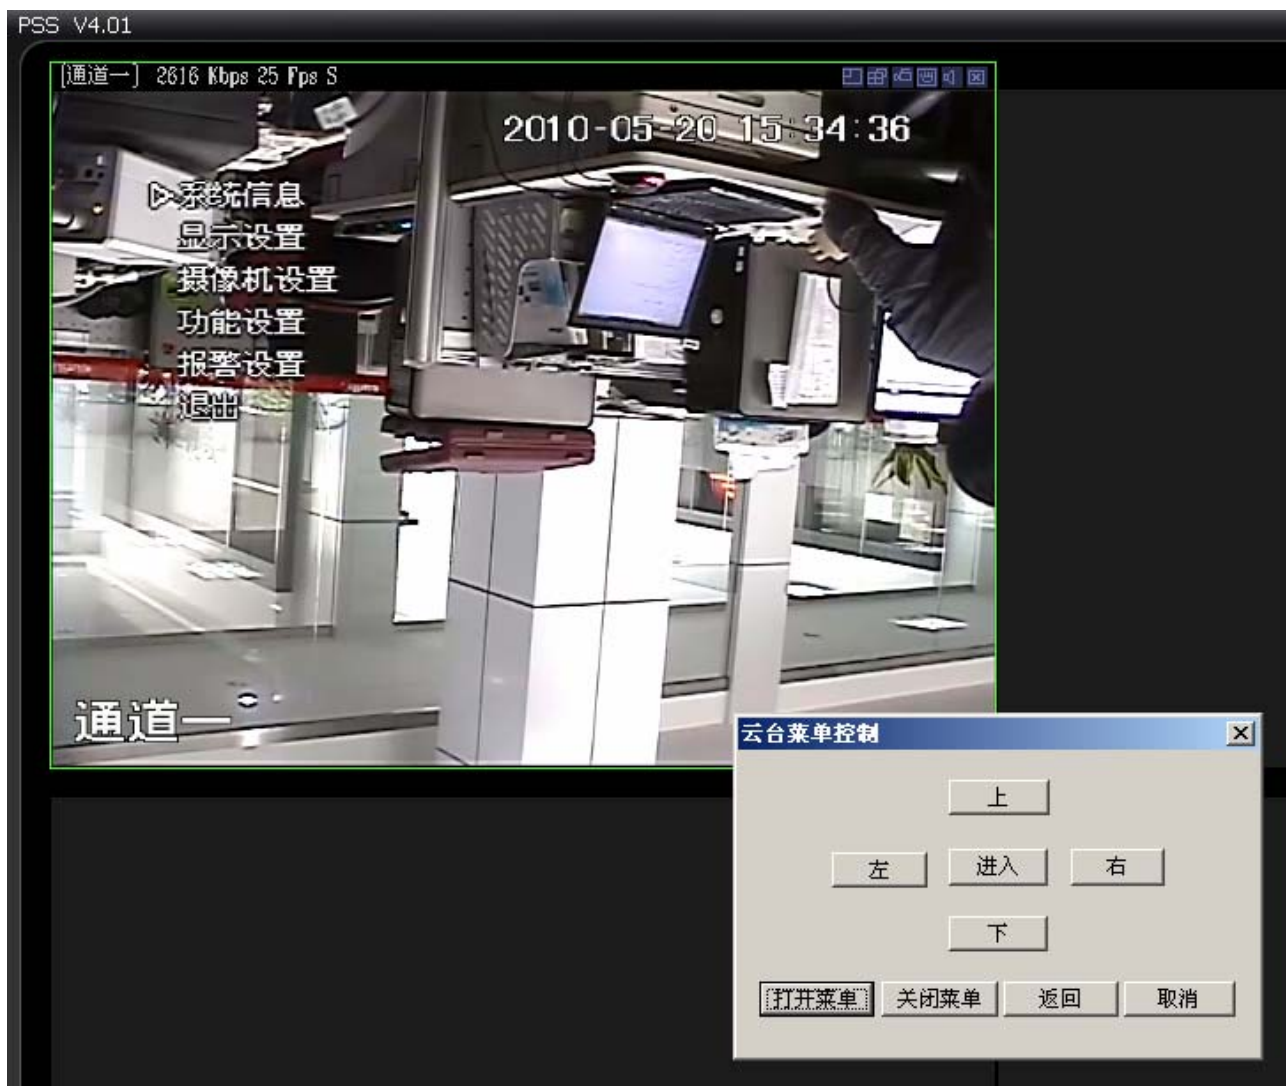 PSS V4.01
[通道一] 2616 Kbps 25 Fps S
2010-05-20 15:34:36
系统信息
显示设置
摄像机设置
功能设置
报警设置
退出
通道一
云台菜单控制
上
左 进入 右
下
打开菜单 关闭菜单 返回 取消